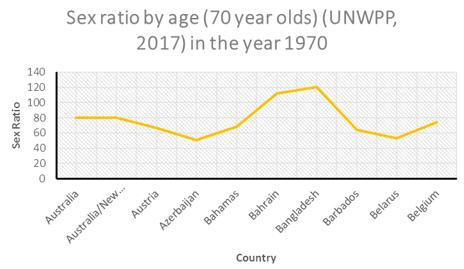 Sex ratio by age (70 year olds) (UNWPP,
2017) in the year 1970
140
120
100
80
60
40
20
0
Sex Ratio
Australia
Australia/New...
Austria
Azerbaijan
Bahamas
Bahrain
Bangladesh
Barbados
Belarus
Belgium
Country